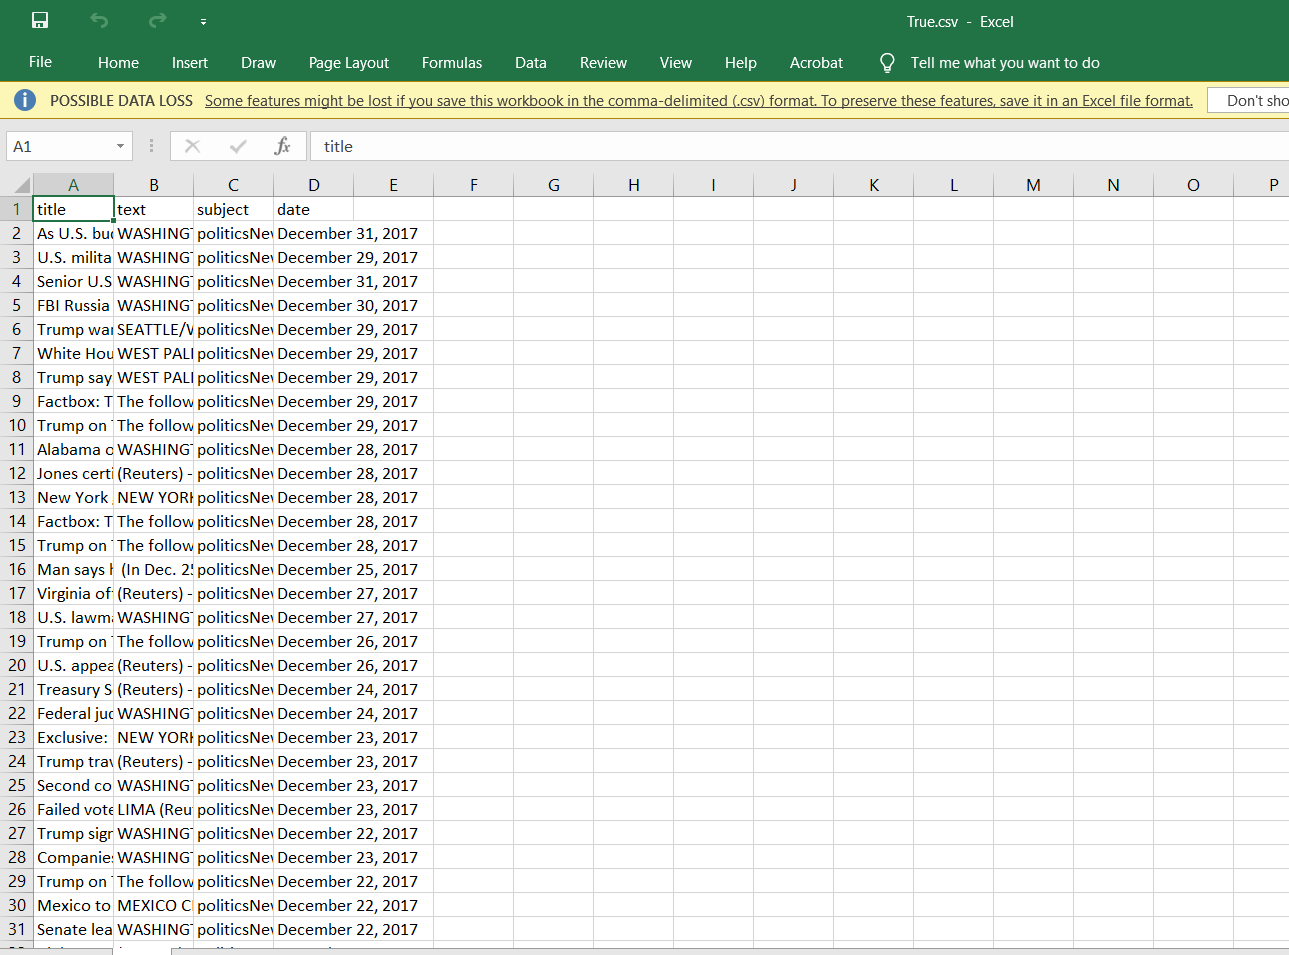 True.csv - Excel
File Home Insert Draw Page Layout Formulas Data Review View Help Acrobat Tell me what you want to do
POSSIBLE DATA LOSS Some features might be lost if you save this workbook in the comma-delimited (.csv) format. To preserve these features, save it in an Excel file format. Don't sho
A1 fx title
A B C D E F G H I J K L M N O P
1 title text subject date
2 As U.S. bu WASHING politicsNe December 31, 2017
3 U.S. milita WASHING politicsNe December 29, 2017
4 Senior U.S WASHING politicsNe December 31, 2017
5 FBI Russia WASHING politicsNe December 30, 2017
6 Trump wa SEATTLE/ politicsNe December 29, 2017
7 White Hou WEST PAL politicsNe December 29, 2017
8 Trump say WEST PAL politicsNe December 29, 2017
9 Factbox: T The follow politicsNe December 29, 2017
10 Trump on The follow politicsNe December 29, 2017
11 Alabama o WASHING politicsNe December 28, 2017
12 Jones certi (Reuters) - politicsNe December 28, 2017
13 New York NEW YORK politicsNe December 28, 2017
14 Factbox: T The follow politicsNe December 28, 2017
15 Trump on The follow politicsNe December 28, 2017
16 Man says h (In Dec. 25 politicsNe December 25, 2017
17 Virginia of (Reuters) - politicsNe December 27, 2017
18 U.S. lawm WASHING politicsNe December 27, 2017
19 Trump on The follow politicsNe December 26, 2017
20 U.S. appea (Reuters) - politicsNe December 26, 2017
21 Treasury S (Reuters) - politicsNe December 24, 2017
22 Federal ju WASHING politicsNe December 24, 2017
23 Exclusive: NEW YORK politicsNe December 23, 2017
24 Trump tra (Reuters) - politicsNe December 23, 2017
25 Second co WASHING politicsNe December 23, 2017
26 Failed vote LIMA (Reu politicsNe December 23, 2017
27 Trump sig WASHING politicsNe December 22, 2017
28 Companie WASHING politicsNe December 23, 2017
29 Trump on The follow politicsNe December 22, 2017
30 Mexico to MEXICO C politicsNe December 22, 2017
31 Senate lea WASHING politicsNe December 22, 2017